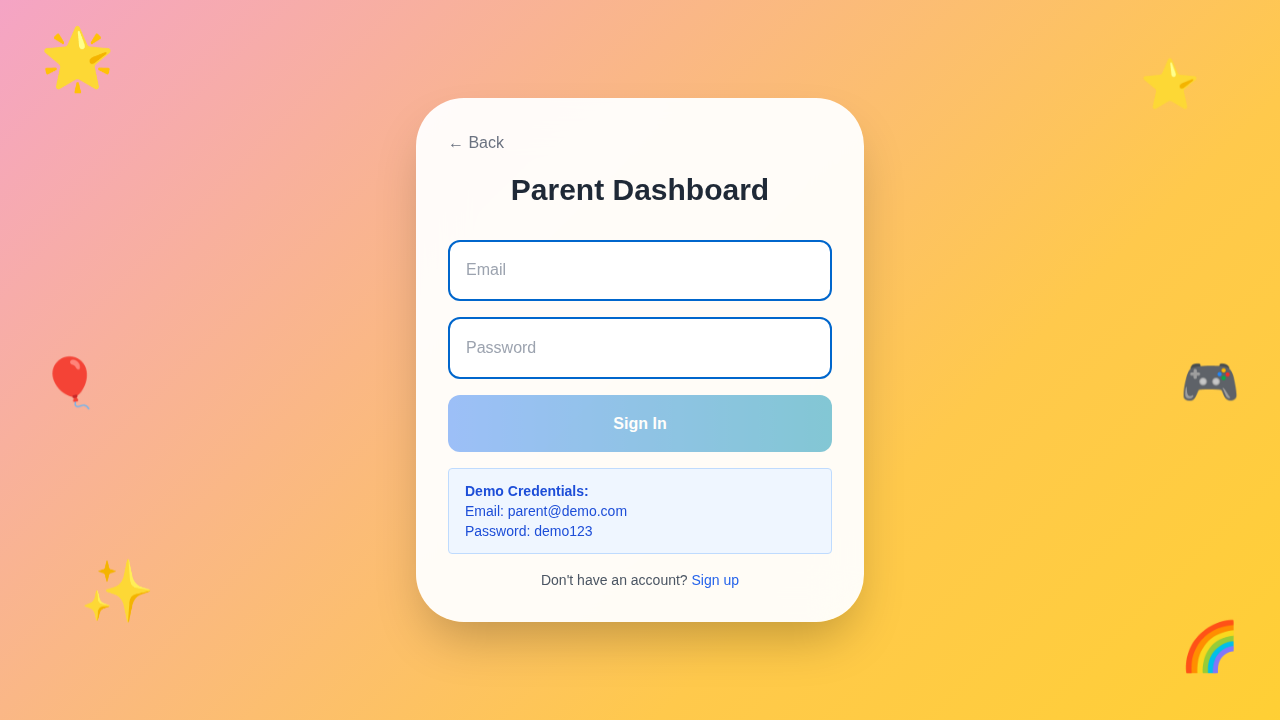 ← Back
Parent Dashboard
Email
Password
Sign In
Demo Credentials:
Email: parent@demo.com
Password: demo123
Don't have an account? Sign up